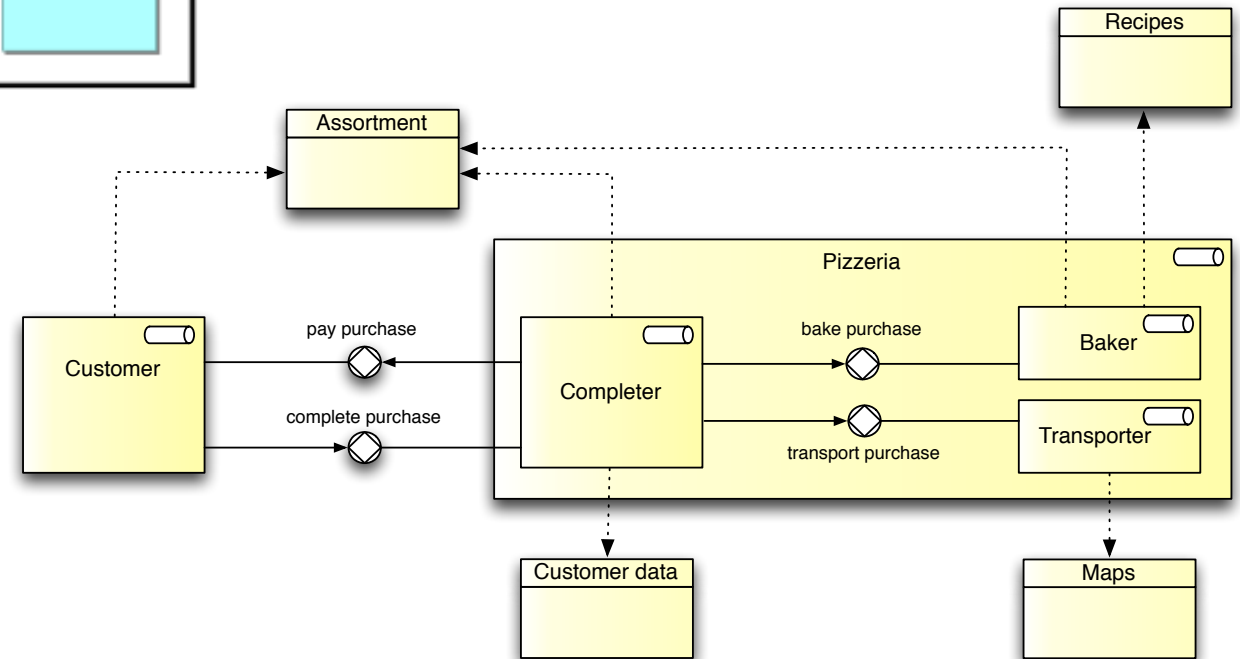 Recipes
Assortment
Pizzeria
pay purchase
bake purchase
Customer
Baker
Completer
complete purchase
Transporter
transport purchase
Customer data
Maps